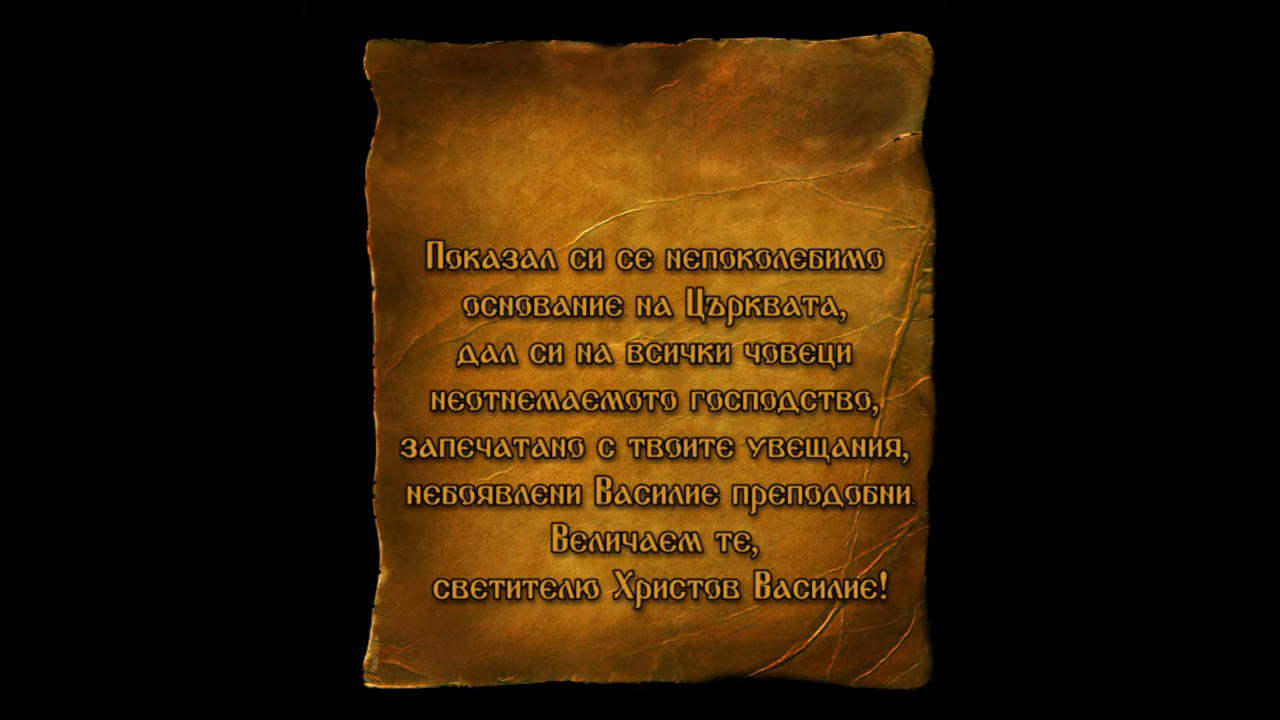 Показал си се непоколебимо
основание на Църквата,
дал си на всички човеци
неотнемаемото господство,
запечатано с твоите увещания,
небоявлени Василие преподобни.
Величаем те,
светителю Христов Василие!